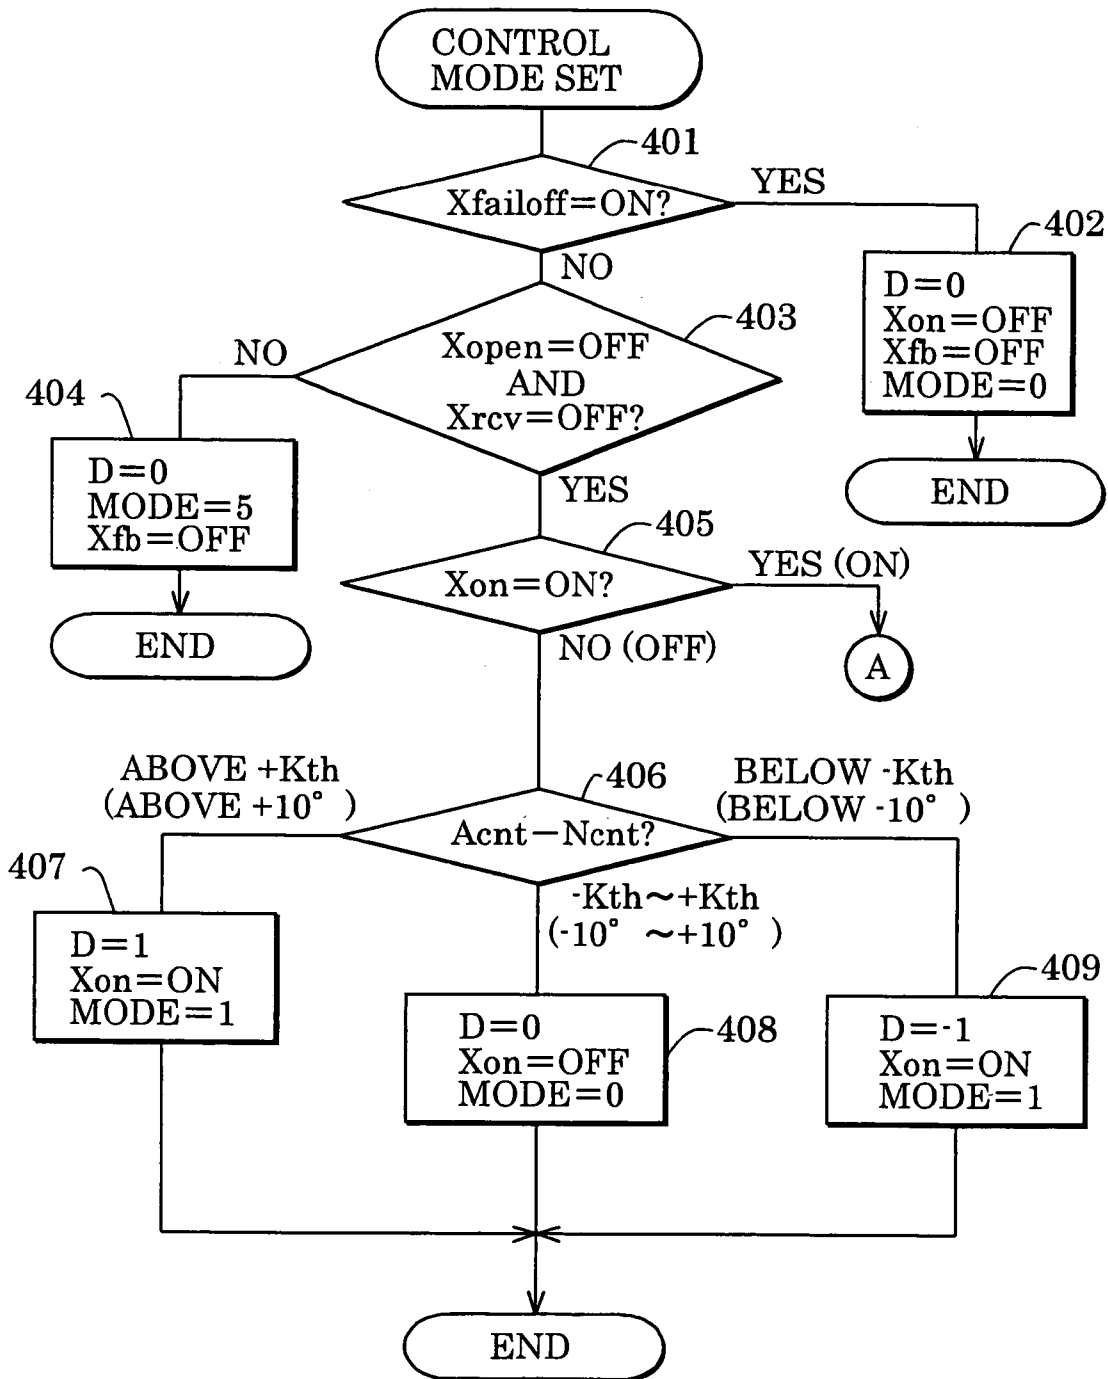 CONTROL
MODE SET
401
Xfailoff=ON?
YES
NO
402
D=0
Xon=OFF
Xfb=OFF
MODE=0
END
403
Xopen=OFF
AND
Xrcv=OFF?
NO
404
D=0
MODE=5
Xfb=OFF
END
YES
405
Xon=ON?
YES (ON)
A
NO (OFF)
ABOVE +Kth
(ABOVE +10°)
406
Acnt−Ncnt?
BELOW -Kth
(BELOW -10°)
-Kth~+Kth
(-10° ~+10°)
407
D=1
Xon=ON
MODE=1
408
D=0
Xon=OFF
MODE=0
409
D=-1
Xon=ON
MODE=1
END